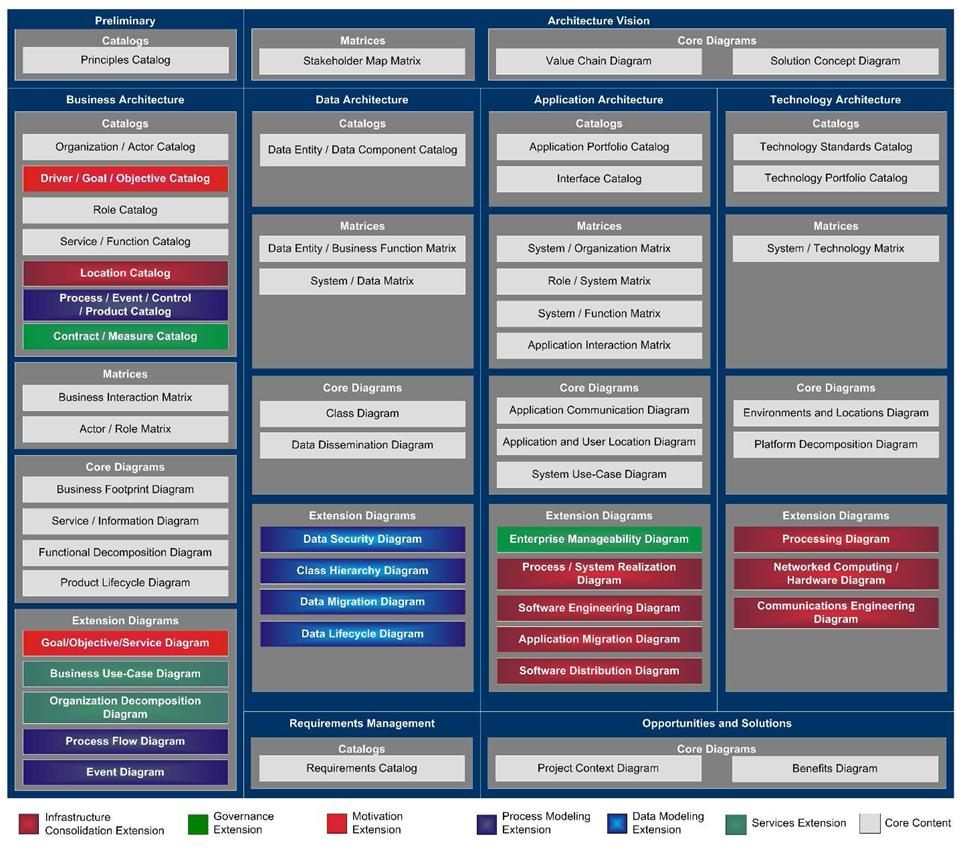 Preliminary
Catalogs
Principles Catalog
Architecture Vision
Matrices
Stakeholder Map Matrix
Core Diagrams
Value Chain Diagram
Solution Concept Diagram
Business Architecture
Catalogs
Organization / Actor Catalog
Driver / Goal / Objective Catalog
Role Catalog
Service / Function Catalog
Location Catalog
Process / Event / Control
/ Product Catalog
Contract / Measure Catalog
Matrices
Business Interaction Matrix
Actor / Role Matrix
Core Diagrams
Business Footprint Diagram
Service / Information Diagram
Functional Decomposition Diagram
Product Lifecycle Diagram
Extension Diagrams
Goal/Objective/Service Diagram
Business Use-Case Diagram
Organization Decomposition
Diagram
Process Flow Diagram
Event Diagram
Data Architecture
Catalogs
Data Entity / Data Component Catalog
Matrices
Data Entity / Business Function Matrix
System / Data Matrix
Core Diagrams
Class Diagram
Data Dissemination Diagram
Extension Diagrams
Data Security Diagram
Class Hierarchy Diagram
Data Migration Diagram
Data Lifecycle Diagram
Application Architecture
Catalogs
Application Portfolio Catalog
Interface Catalog
Matrices
System / Organization Matrix
Role / System Matrix
System / Function Matrix
Application Interaction Matrix
Core Diagrams
Application Communication Diagram
Application and User Location Diagram
System Use-Case Diagram
Extension Diagrams
Enterprise Manageability Diagram
Process / System Realization
Diagram
Software Engineering Diagram
Application Migration Diagram
Software Distribution Diagram
Technology Architecture
Catalogs
Technology Standards Catalog
Technology Portfolio Catalog
Matrices
System / Technology Matrix
Core Diagrams
Environments and Locations Diagram
Platform Decomposition Diagram
Extension Diagrams
Processing Diagram
Networked Computing /
Hardware Diagram
Communications Engineering
Diagram
Requirements Management
Catalogs
Requirements Catalog
Opportunities and Solutions
Core Diagrams
Project Context Diagram
Benefits Diagram
Infrastructure
Consolidation Extension
Governance
Extension
Motivation
Extension
Process Modeling
Extension
Data Modeling
Extension
Services Extension
Core Content